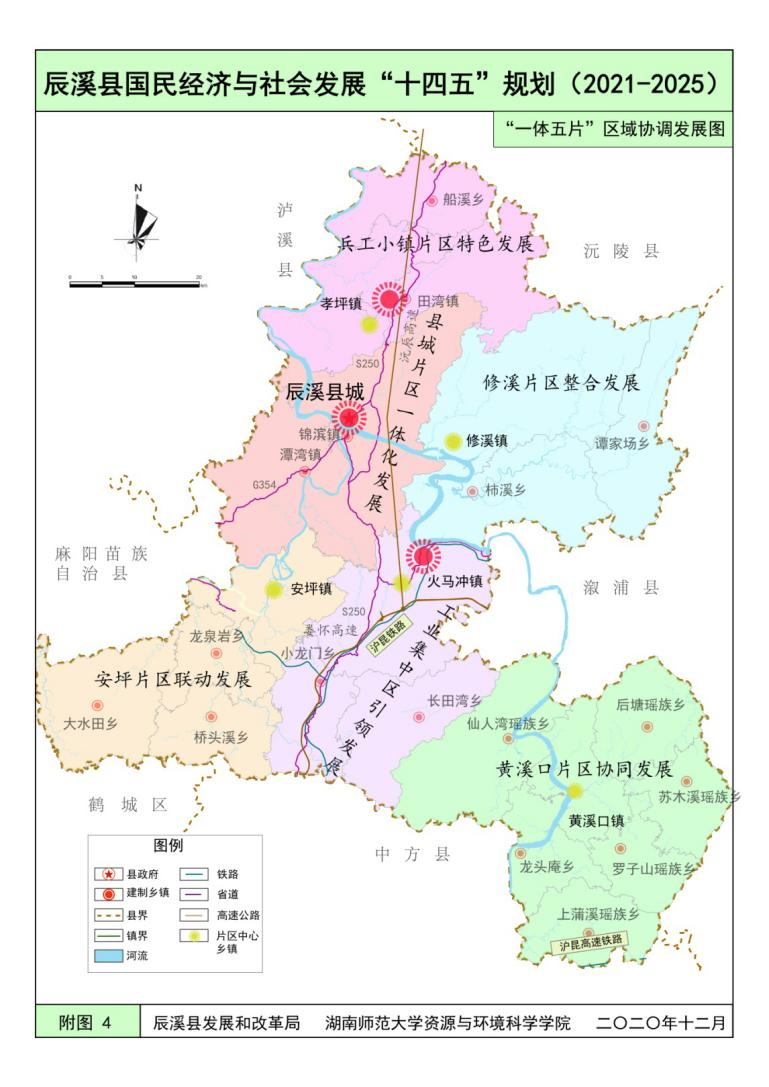 辰溪县国民经济与社会发展“十四五”规划（2021-2025）
“一体五片”区域协调发展图
N
泸溪县
船溪乡
兵工小镇片区特色发展
沅陵县
0 5 10 20
km
孝坪镇
田湾镇
沅辰高速
县城片区一体化发展
S250
辰溪县城
修溪片区整合发展
锦滨镇
修溪镇
谭家场乡
潭湾镇
G354
柿溪乡
麻阳苗族
自治县
安坪镇
火马冲镇
溆浦县
S250
娄怀高速
沪昆铁路
工业集中区引领发展
龙泉岩乡
小龙门乡
安坪片区联动发展
大水田乡
桥头溪乡
长田湾乡
仙人湾瑶族乡
后塘瑶族乡
黄溪口片区协同发展
苏木溪瑶族乡
鹤城区
黄溪口镇
中方县
龙头庵乡
罗子山瑶族乡
上蒲溪瑶族乡
沪昆高速铁路
图例
县政府
铁路
建制乡镇
省道
县界
高速公路
镇界
片区中心
乡镇
河流
附图 4
辰溪县发展和改革局 湖南师范大学资源与环境科学学院 二〇二〇年十二月